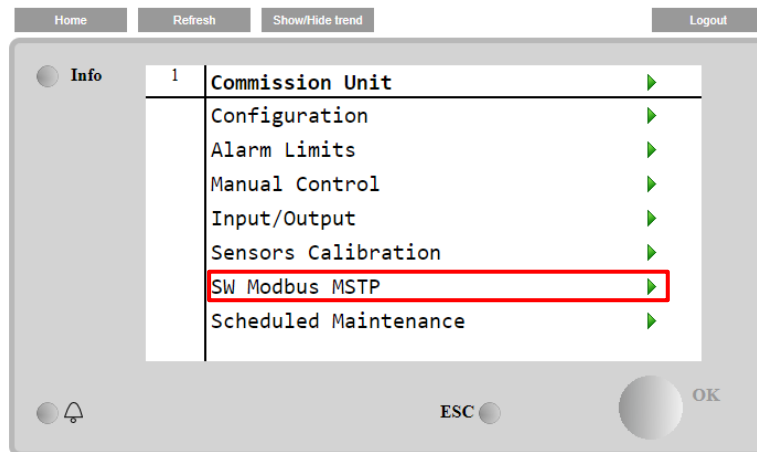 Home Refresh Show/Hide trend Logout
Info
1 Commission Unit
Configuration
Alarm Limits
Manual Control
Input/Output
Sensors Calibration
SW Modbus MSTP
Scheduled Maintenance
ESC OK